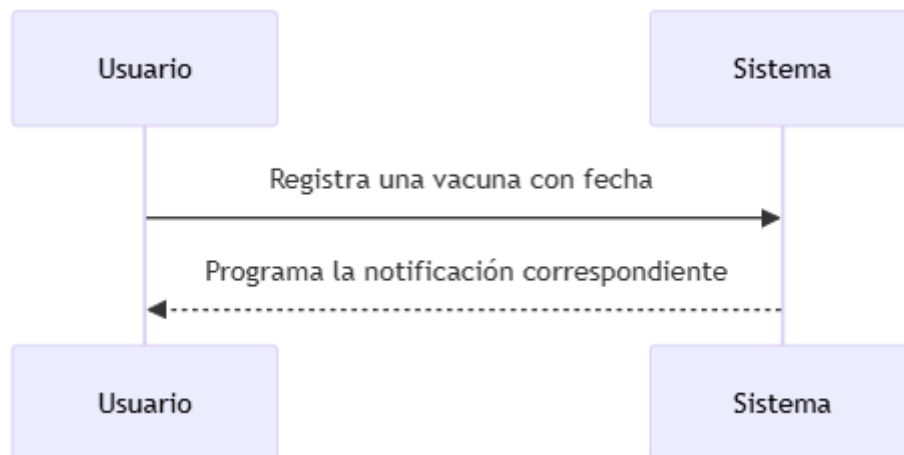 Usuario
Sistema
Registra una vacuna con fecha
Programa la notificación correspondiente
Usuario
Sistema